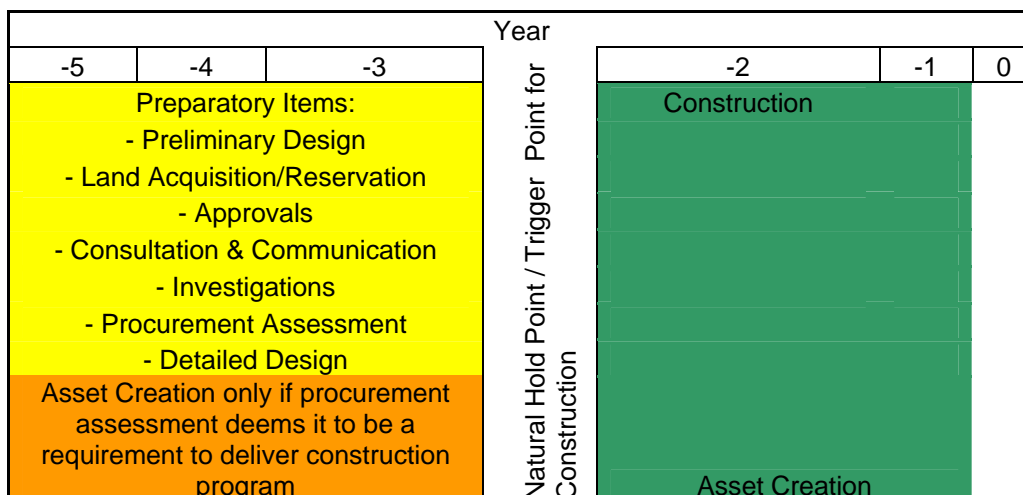 Year
-5 -4 -3 -2 -1 0
Preparatory Items:
- Preliminary Design
- Land Acquisition/Reservation
- Approvals
- Consultation & Communication
- Investigations
- Procurement Assessment
- Detailed Design
Asset Creation only if procurement
assessment deems it to be a
requirement to deliver construction
program
Natural Hold Point / Trigger Point for
Construction
Construction
Asset Creation